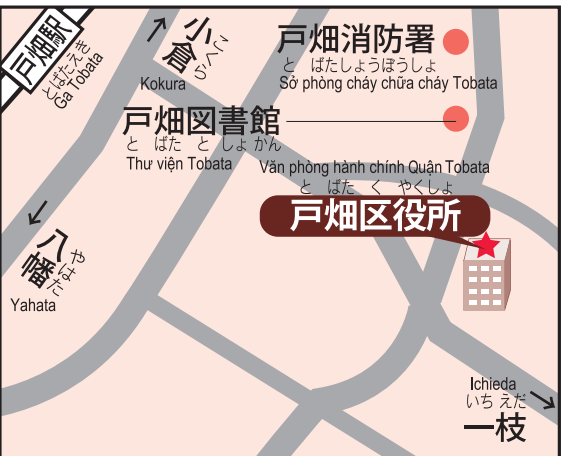 戸畑駅
とばたえき
Ga Tobata
小倉
こくら
Kokura
戸畑消防署
と ばたしょうぼうしょ
Sở phòng cháy chữa cháy Tobata
戸畑図書館
と ばた と しょ かん
Thư viện Tobata
Văn phòng hành chính Quận Tobata
と ばた く やくしょ
戸畑区役所
八幡
やはた
Yahata
Ichieda
いち えだ
一枝